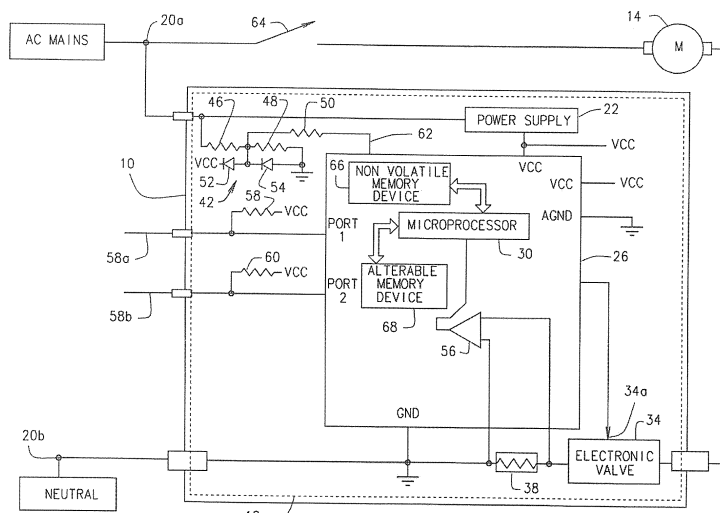 64
20a
14
AC MAINS
M
46
48
50
22
POWER SUPPLY
62
VCC
VCC
10
VCC
52
54
42
66
NON VOLATILE
MEMORY
DEVICE
VCC
VCC
58
VCC
AGND
MICROPROCESSOR
PORT
1
30
26
58a
60
VCC
ALTERABLE
MEMORY
DEVICE
PORT
2
68
56
58b
GND
34a
34
20b
ELECTRONIC
VALVE
38
NEUTRAL